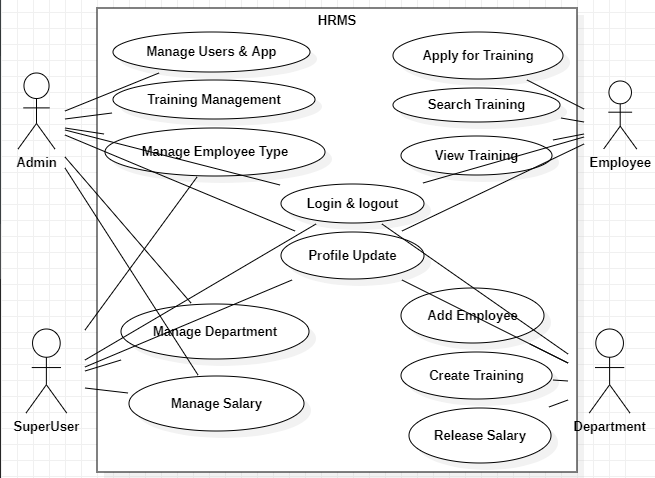 HRMS
Manage Users & App
Apply for Training
Training Management
Search Training
Manage Employee Type
View Training
Admin
Employee
Login & logout
Profile Update
Manage Department
Add Employee
Create Training
Manage Salary
SuperUser
Department
Release Salary